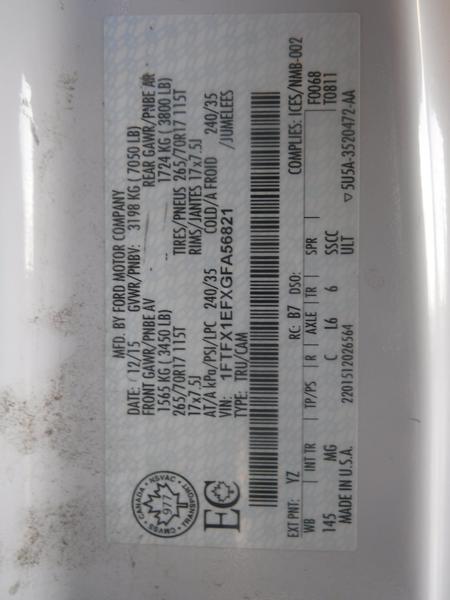 MFD. BY FORD MOTOR COMPANY
DATE: 12/15 GVWR/PNBV: 3198 KG ( 7050 LB)
FRONT GAWR/PNBE AV REAR GAWR/PNBE AR
1565 KG ( 3450 LB) 1724 KG ( 3800 LB)
265/70R17 115T TIRES/PNEUS 265/70R17 115T
17x7.5J RIMS/JANTES 17x7.5J
AT/A kPa/PSI/LPC 240/35 COLD/A FROID 240/35
VIN: 1FTFX1EFXGFA56821 /JUMELEES
TYPE: TRU/CAM
CMVSS CANADA NSVAC TRANSPORT
977
EC
COMPLIES: ICES/NMB-002
EXT PNT: YZ RC: B7 DSO: F0068
T0811
WB INT TR TP/PS R AXLE TR SPR
145 MG C L6 6 SSCC
MADE IN U.S.A. 2201512026564 ULT ▽5U5A-3520472-AA